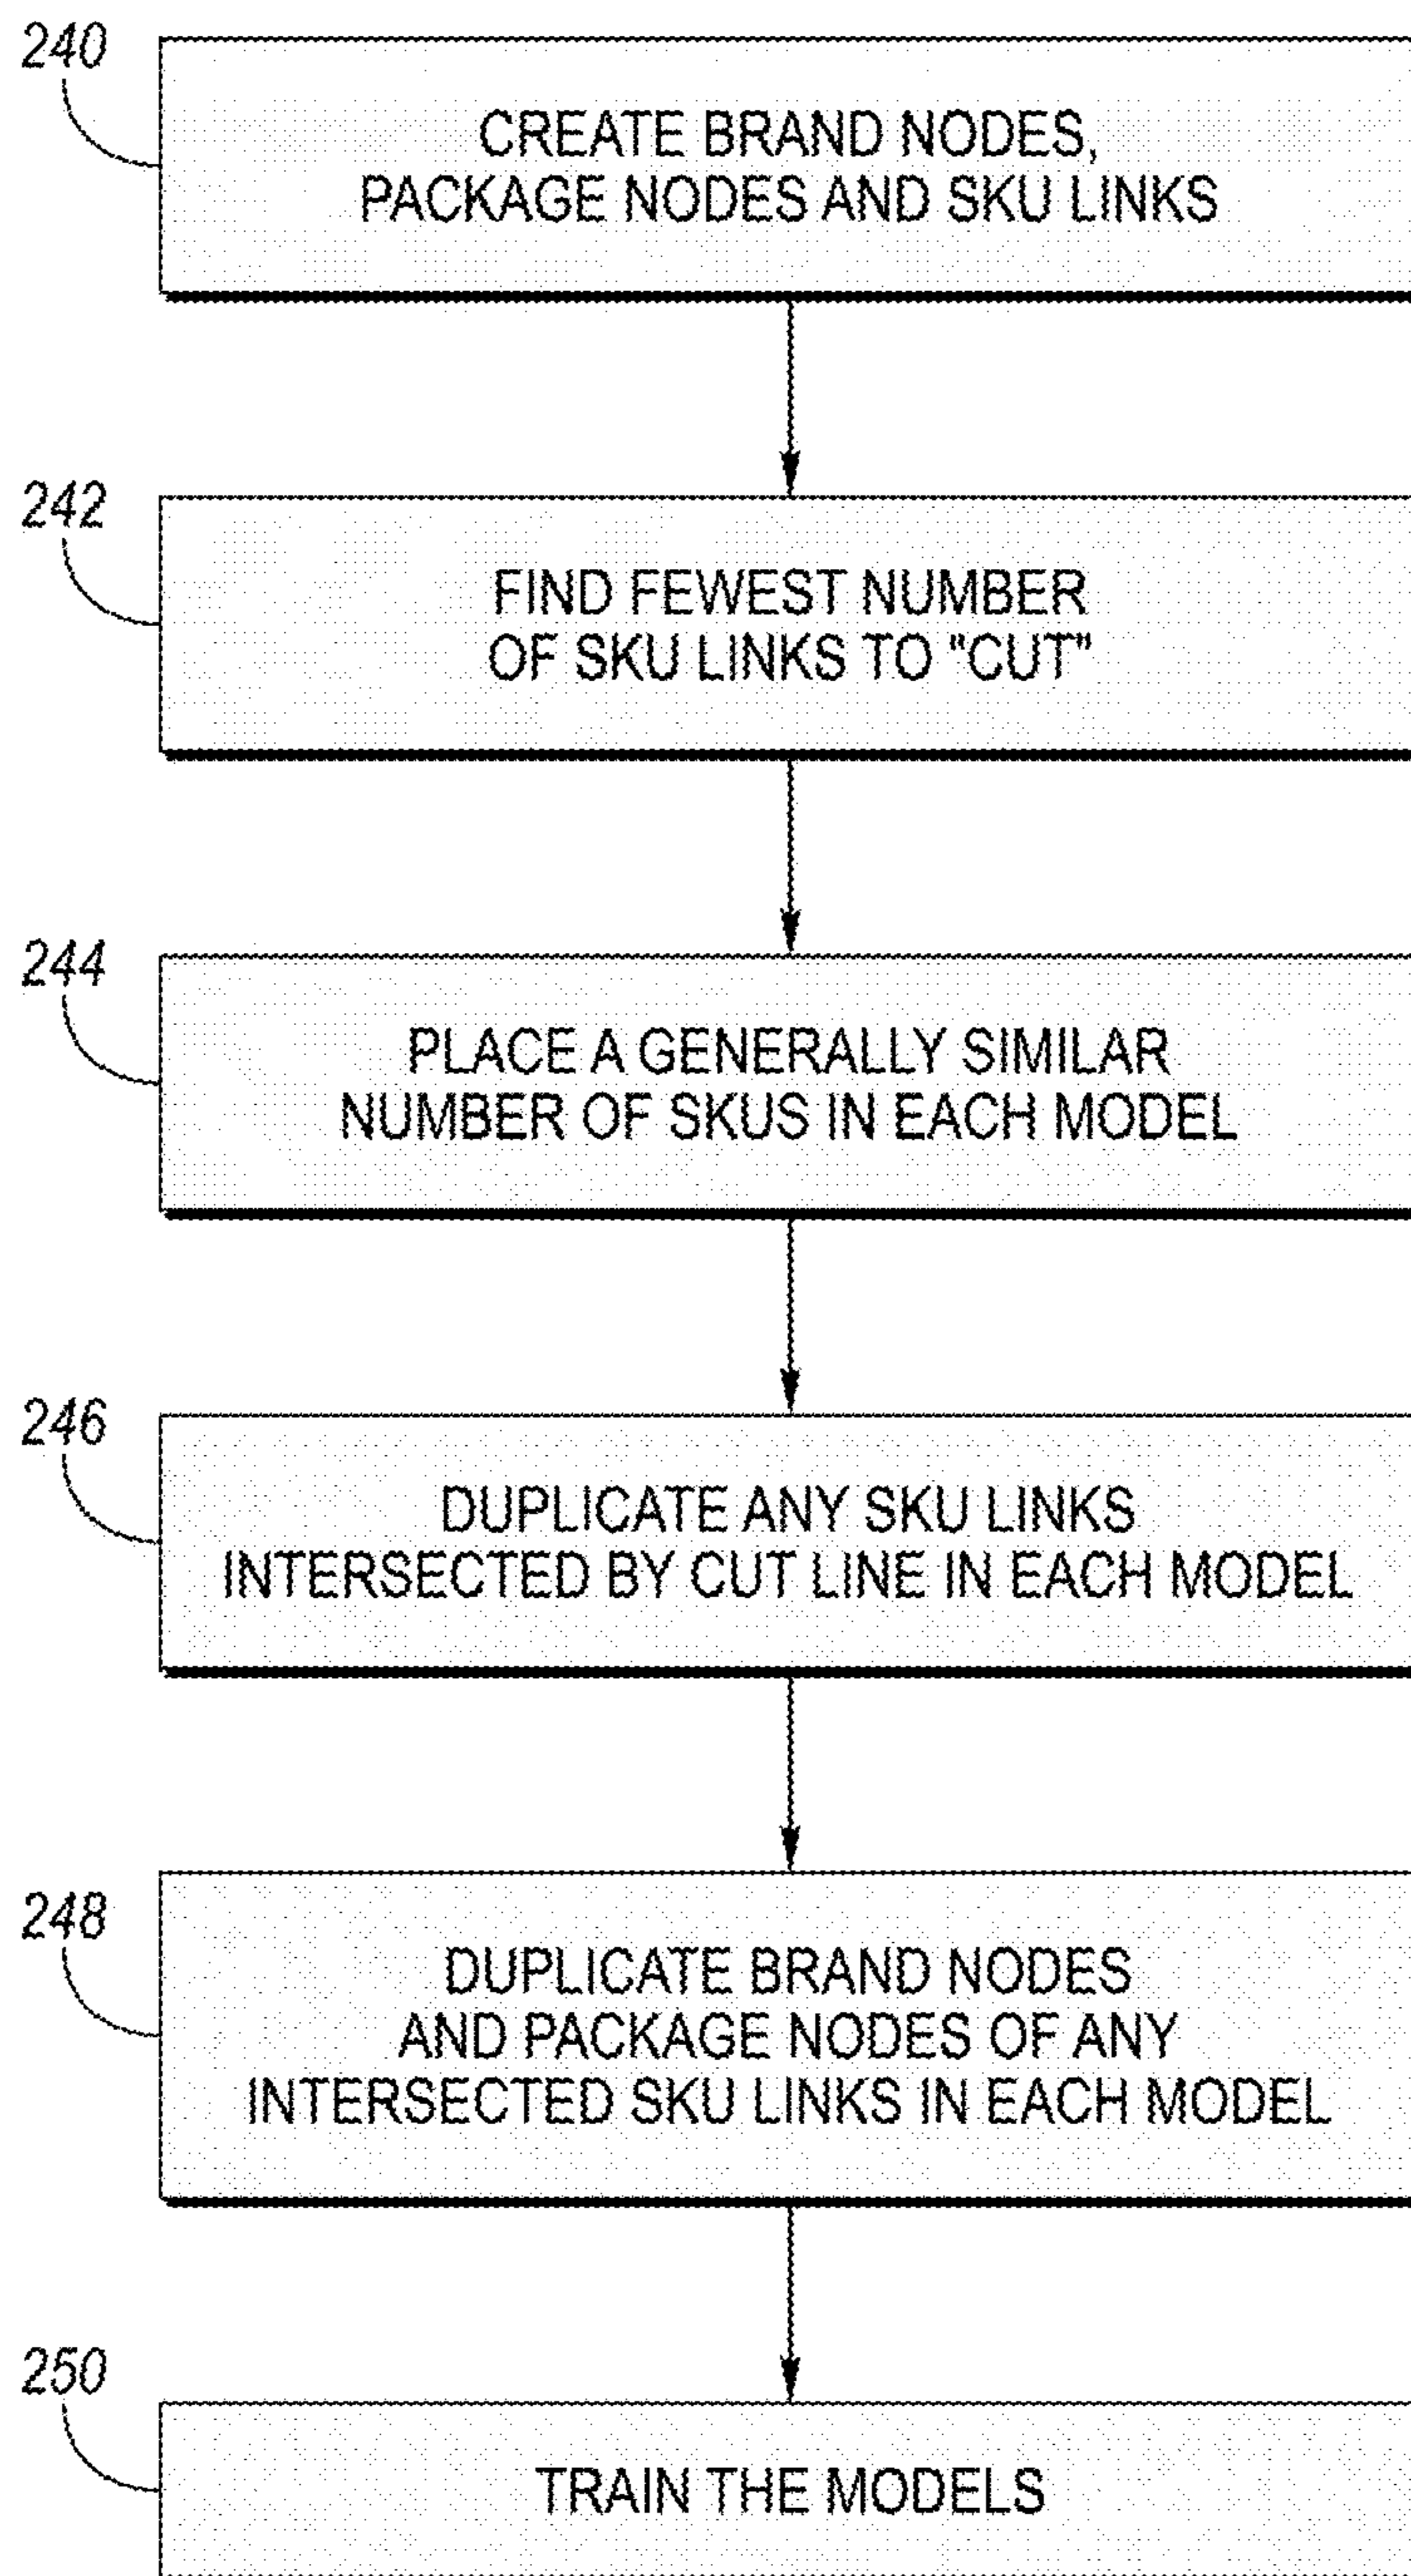 240
CREATE BRAND NODES,
PACKAGE NODES AND SKU LINKS
242
FIND FEWEST NUMBER
OF SKU LINKS TO "CUT"
244
PLACE A GENERALLY SIMILAR
NUMBER OF SKUS IN EACH MODEL
246
DUPLICATE ANY SKU LINKS
INTERSECTED BY CUT LINE IN EACH MODEL
248
DUPLICATE BRAND NODES
AND PACKAGE NODES OF ANY
INTERSECTED SKU LINKS IN EACH MODEL
250
TRAIN THE MODELS